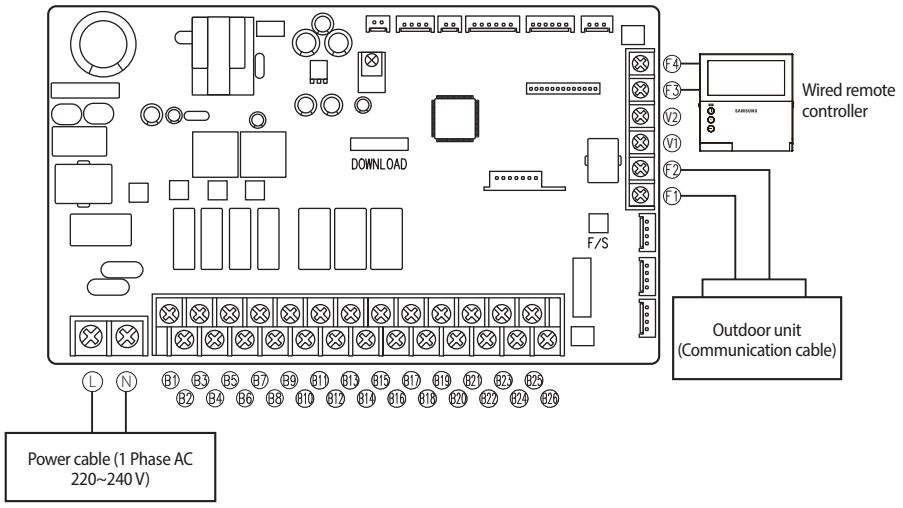 F4
F3
V2
V1
F2
F1
Wired remote
controller
SAMSUNG
DOWNLOAD
F/S
Outdoor unit
(Communication cable)
L N
B1 B3 B5 B7 B9 B11 B13 B15 B17 B19 B21 B23 B25
B2 B4 B6 B8 B10 B12 B14 B16 B18 B20 B22 B24 B26
Power cable (1 Phase AC
220~240 V)